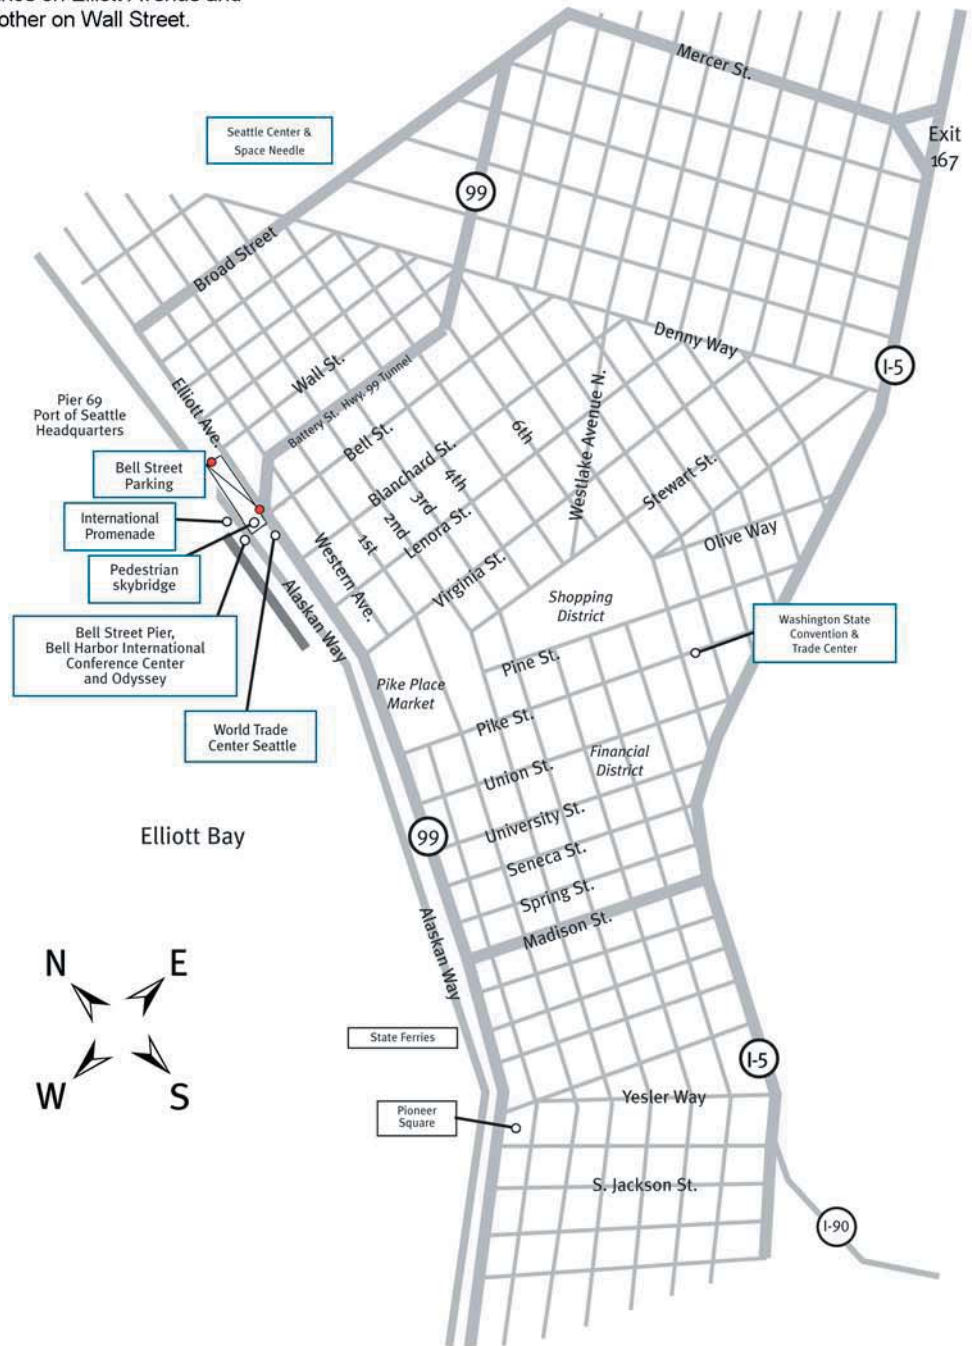 other on Wall Street.
Mercer St.
Seattle Center &
Space Needle
Exit
167
99
Broad Street
Denny Way
I-5
Wall St.
Elliott Ave.
Battery St. Hwy. 99 Tunnel
Pier 69
Port of Seattle
Headquarters
Bell St.
6th
Westlake Avenue N.
Blanchard St.
4th
3rd
2nd
1st
Stewart St.
Bell Street
Parking
Lenora St.
Olive Way
International
Promenade
Western Ave.
Virginia St.
Pedestrian
skybridge
Alaskan Way
Shopping
District
Washington State
Convention &
Trade Center
Bell Street Pier,
Bell Harbor International
Conference Center
and Odyssey
Pine St.
Pike Place
Market
World Trade
Center Seattle
Pike St.
Financial
District
Union St.
University St.
Elliott Bay
99
Seneca St.
Spring St.
Madison St.
Alaskan Way
N
E
W
S
State Ferries
I-5
Yesler Way
Pioneer
Square
S. Jackson St.
I-90